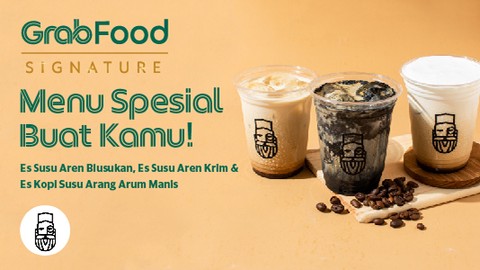 GrabFood
SiGNATURE
Menu Spesial
Buat Kamu!
Es Susu Aren Blusukan, Es Susu Aren Krim &
Es Kopi Susu Arang Arum Manis